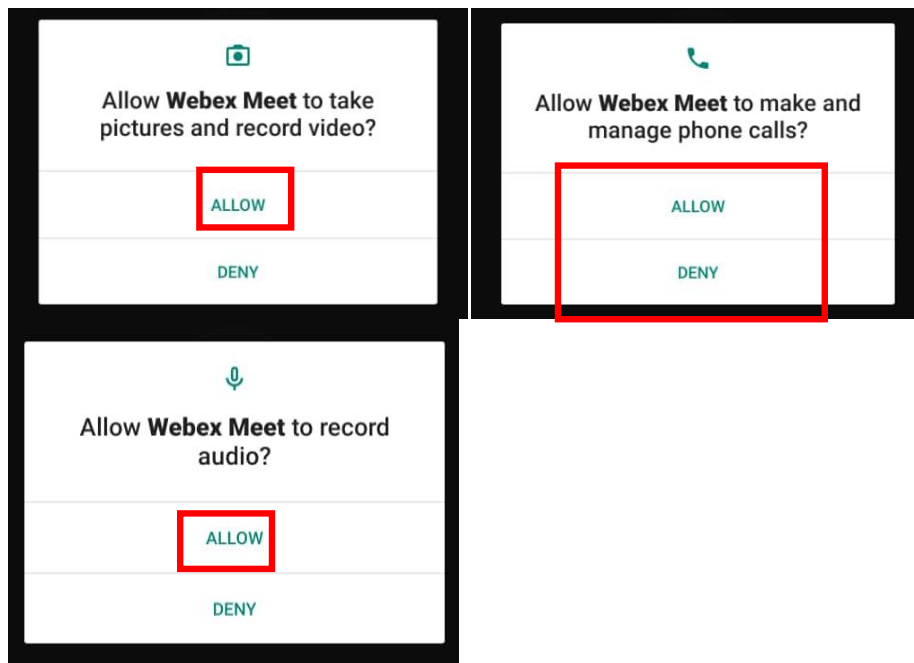 Allow Webex Meet to take
pictures and record video?
ALLOW
DENY
Allow Webex Meet to make and
manage phone calls?
ALLOW
DENY
Allow Webex Meet to record
audio?
ALLOW
DENY